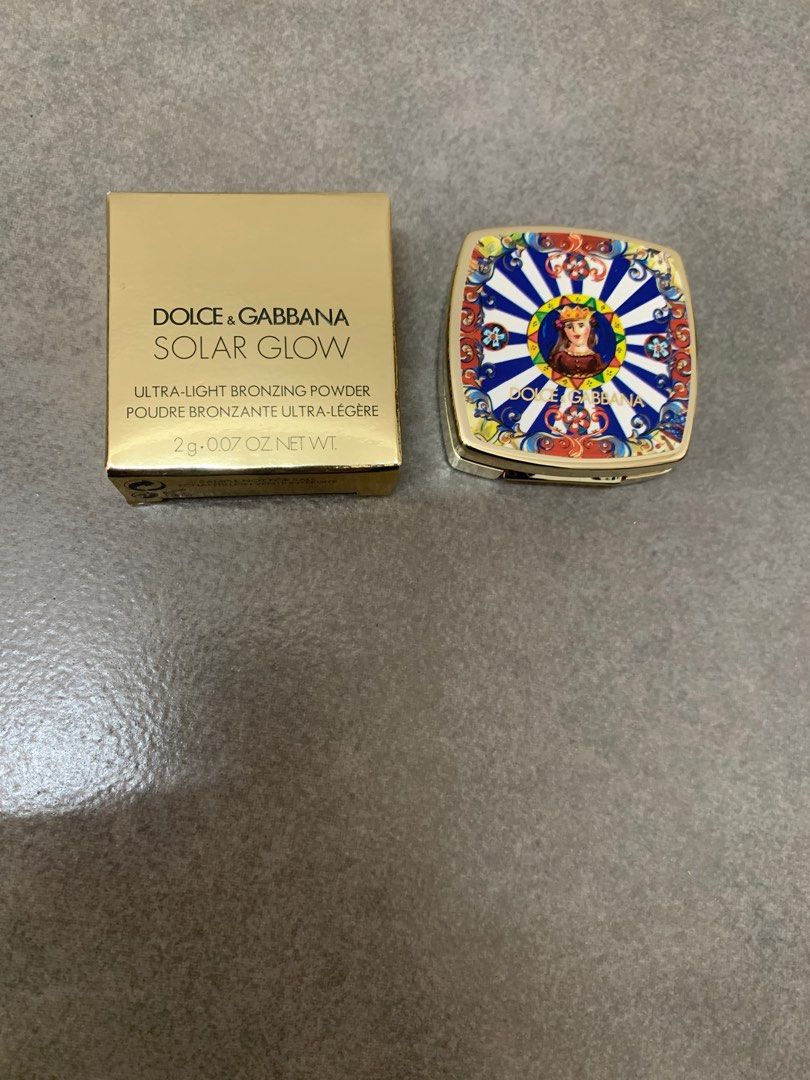 DOLCE & GABBANA
SOLAR GLOW
ULTRA-LIGHT BRONZING POWDER
POUDRE BRONZANTE ULTRA-LÉGÈRE
2 g • 0.07 OZ. NET WT.
DOLCE & GABBANA